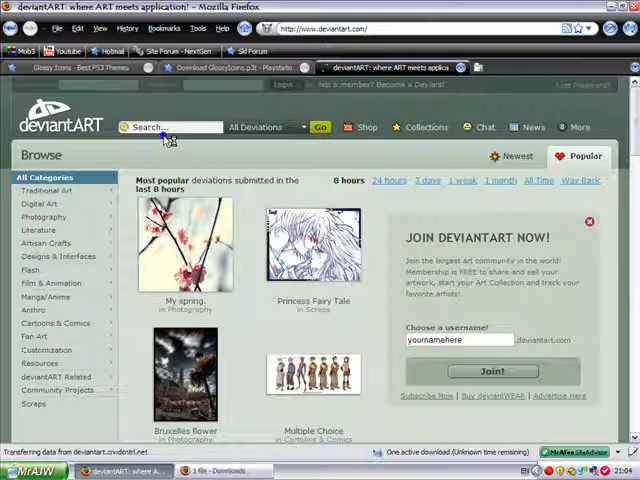 deviantART: where ART meets application! - Mozilla Firefox
File Edit View History Bookmarks Tools Help
http://www.deviantart.com/
Mob3 Youtube Hotmail Site Forum - NextGen... Skl Forum
Glossy Icons - Best PS3 Themes Download GlossyIcons.p3t - Playstatio... deviantART: where ART meets applica...
Login Not a member? Become a Deviant! Lost Password?
deviantART Search... All Deviations Go Shop Collections Chat News More
Browse Newest Popular
All Categories
Traditional Art
Digital Art
Photography
Literature
Artisan Crafts
Designs & Interfaces
Flash
Film & Animation
Manga/Anime
Anthro
Cartoons & Comics
Fan Art
Customization
Resources
deviantART Related
Community Projects
Scraps
Most popular deviations submitted in the
last 8 hours
8 hours 24 hours 3 days 1 week 1 month All Time Way Back
My spring.
in Photography
Princess Fairy Tale
in Scraps
Bruxelles flower
in Photography
Multiple Choice
in Cartoons & Comics
JOIN DEVIANTART NOW!
Join the largest art community in the world!
Membership is FREE to share and sell your
artwork, start your Art Collection and track your
favorite artists!
Choose a username!
yournamehere .deviantart.com
Join!
Subscribe Now | Buy deviantWEAR | Advertise Here
Transferring data from deviantart.crwdcntrl.net... One active download (Unknown time remaining) McAfee SiteAdvisor
MrAJW deviantART: where A... 1 file - Downloads EN 21:04